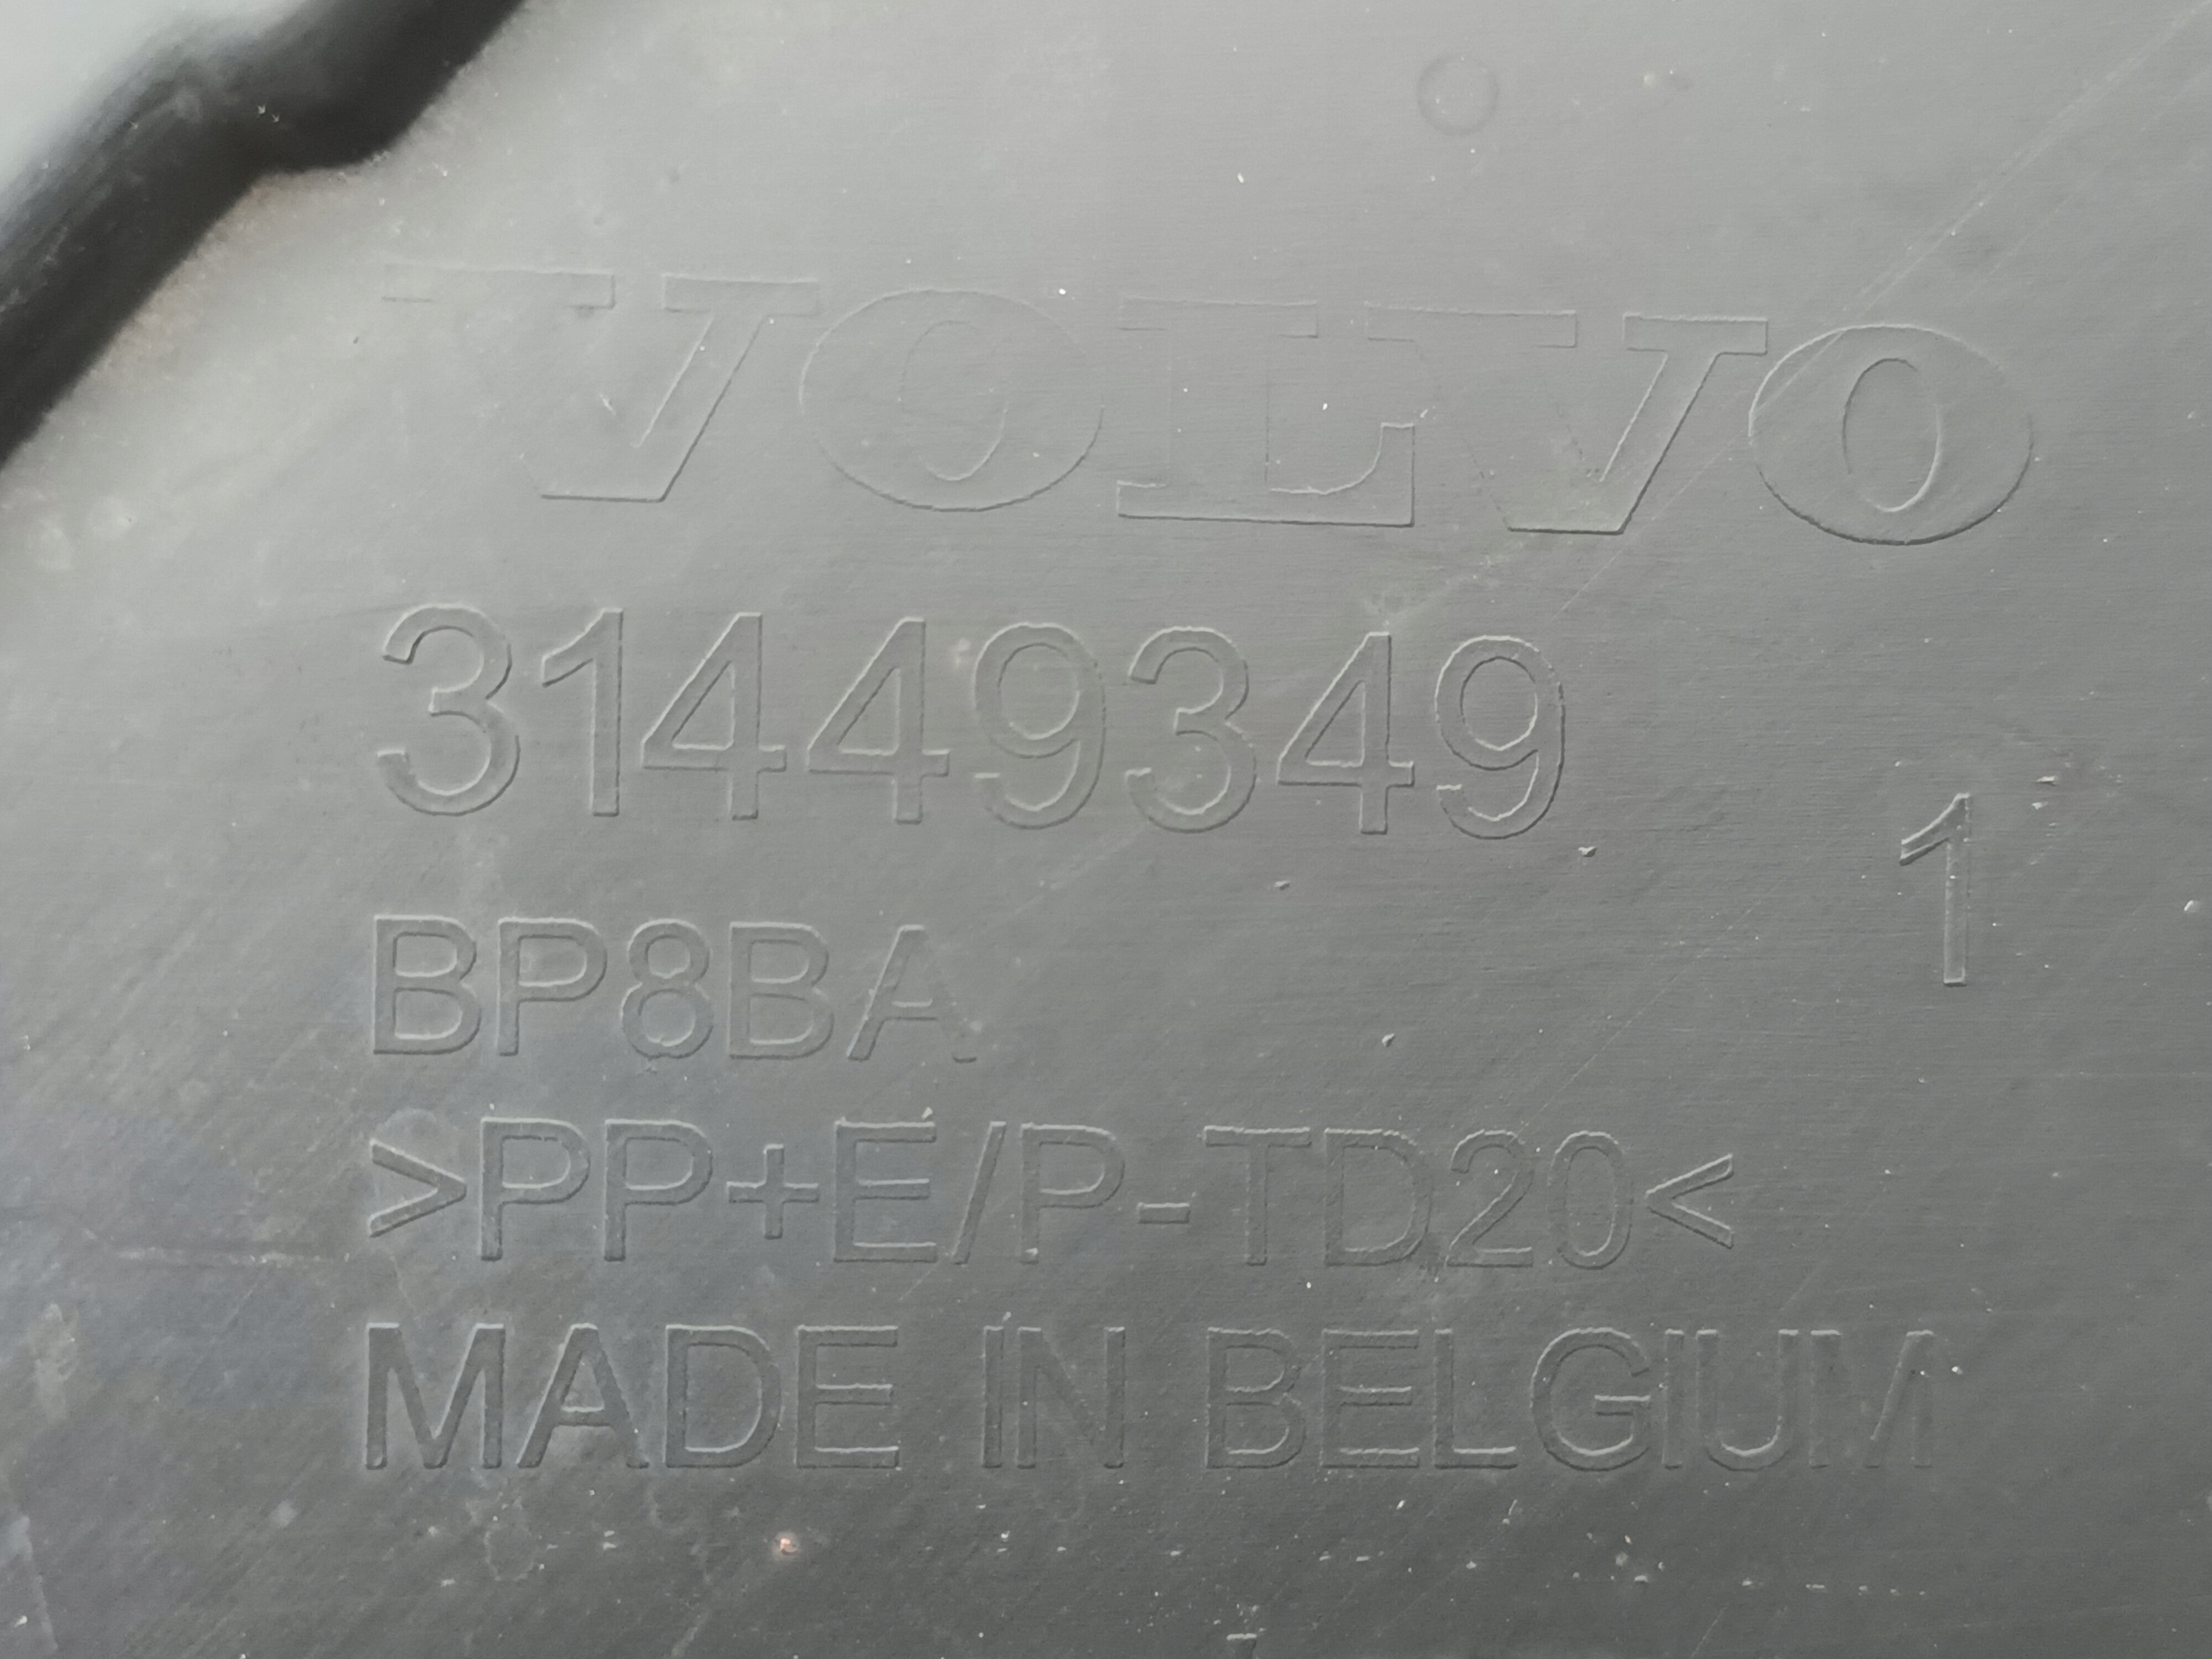 VOLVO
31449349
1
BP8BA
>PP+E/P-TD20<
MADE IN BELGIUM